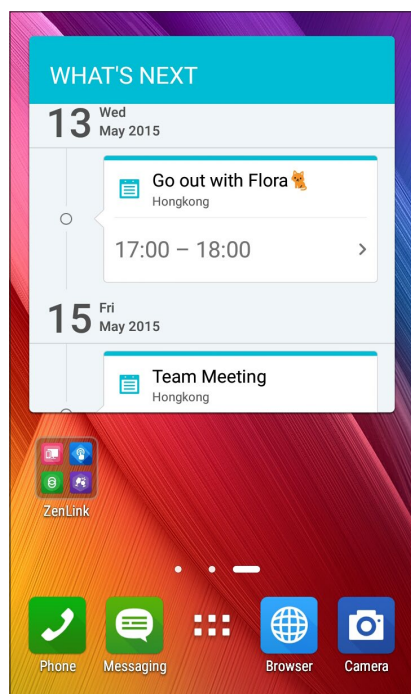 WHAT'S NEXT
13 Wed
May 2015
Go out with Flora🐈
Hongkong
17:00 – 18:00
15 Fri
May 2015
Team Meeting
Hongkong
ZenLink
Phone Messaging Browser Camera